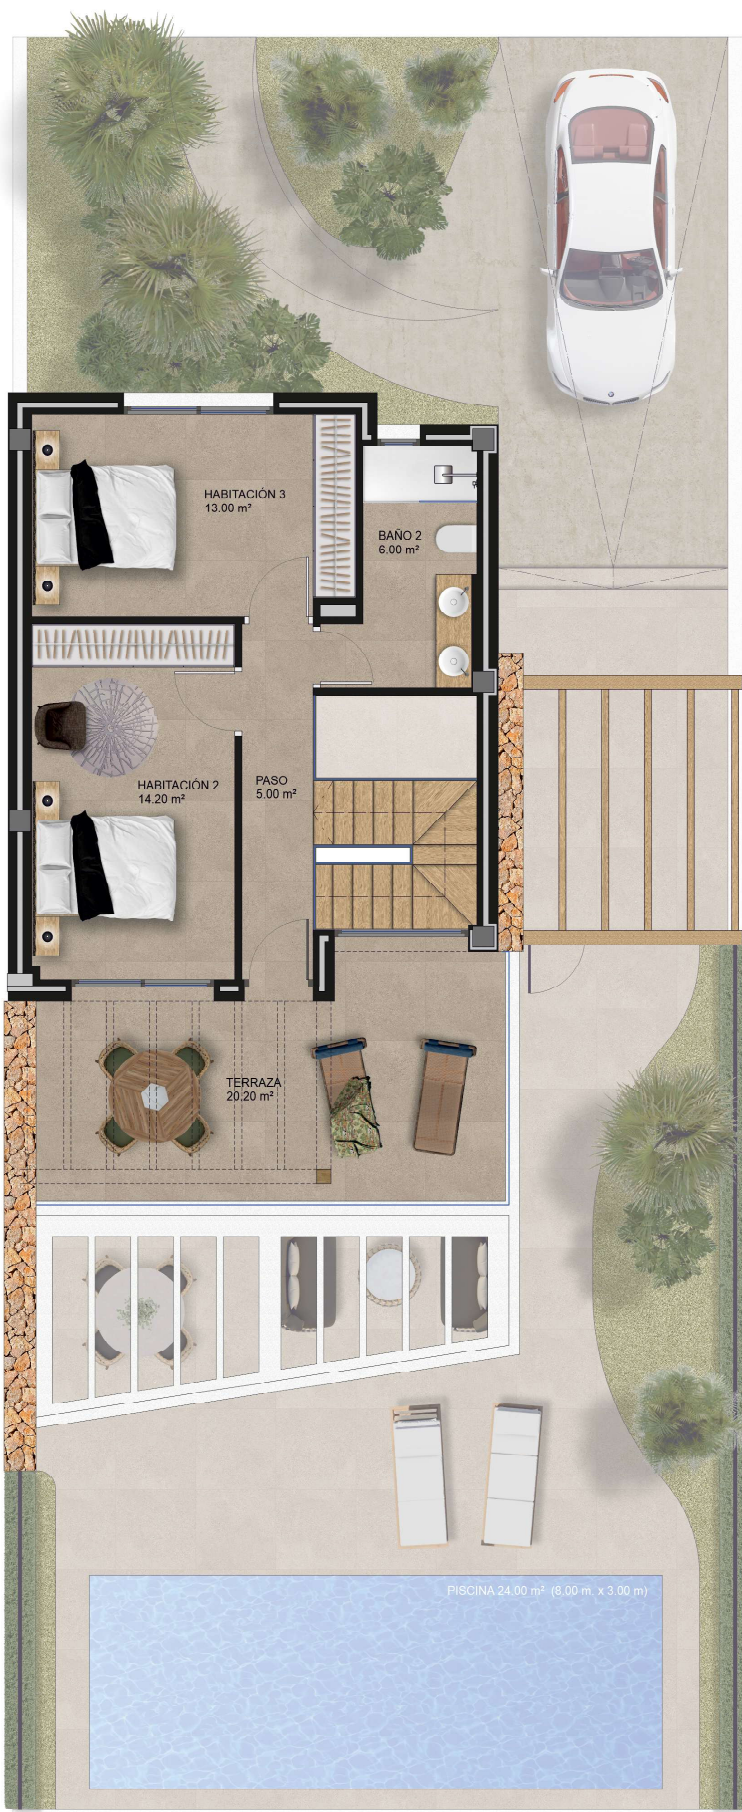 HABITACIÓN 3
13.00 m²
BAÑO 2
6.00 m²
HABITACIÓN 2
14.20 m²
PASO
5.00 m²
TERRAZA
20.20 m²
PISCINA 24.00 m² (8.00 m. x 3.00 m)